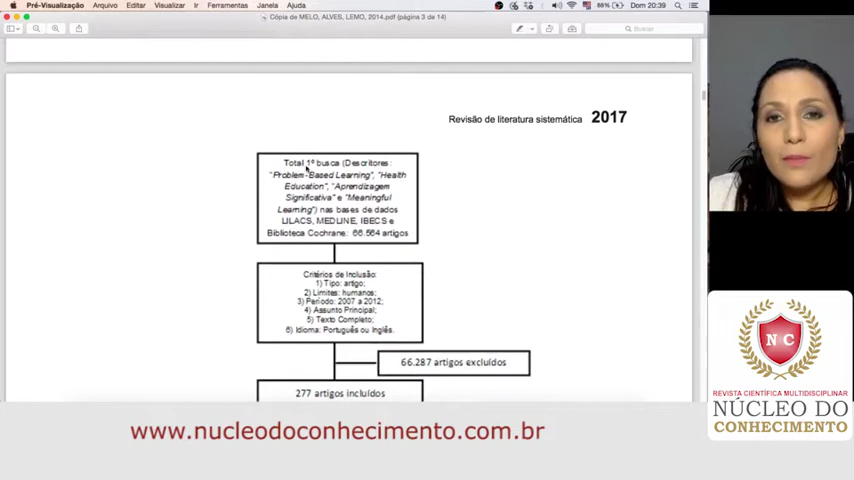 Pré-Visualização Arquivo Editar Visualizar Ir Ferramentas Janela Ajuda
86% Dom 20:39
Cópia de MELO, ALVES, LEMO, 2014.pdf (página 3 de 14)
Buscar
Revisão de literatura sistemática 2017
Total 1º busca (Descritores:
"Problem-Based Learning", "Health
Education", "Aprendizagem
Significativa" e "Meaningful
Learning") nas bases de dados
LILACS, MEDLINE, IBECS e
Biblioteca Cochrane: 66.564 artigos
Critérios de Inclusão:
1) Tipo: artigo;
2) Limites: humanos;
3) Período: 2007 a 2012;
4) Assunto Principal;
5) Texto Completo;
6) Idioma: Português ou Inglês.
66.287 artigos excluídos
277 artigos incluídos
N C
REVISTA CIENTÍFICA MULTIDISCIPLINAR
NÚCLEO DO
CONHECIMENTO
www.nucleodoconhecimento.com.br